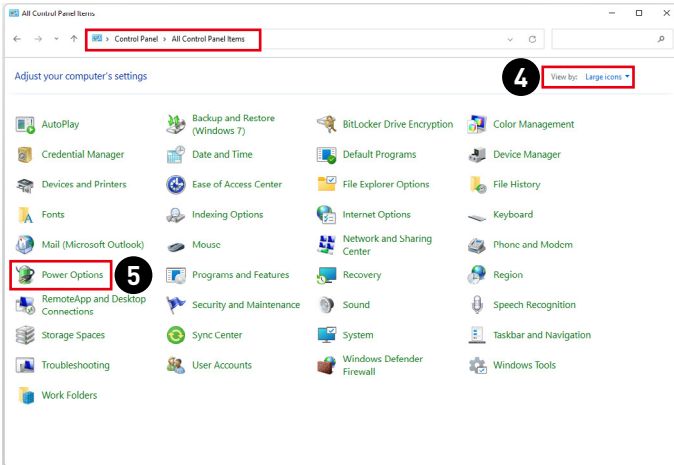 All Control Panel Items
Control Panel > All Control Panel Items
Adjust your computer's settings
4
View by: Large icons
AutoPlay
Backup and Restore
(Windows 7)
BitLocker Drive Encryption
Color Management
Credential Manager
Date and Time
Default Programs
Device Manager
Devices and Printers
Ease of Access Center
File Explorer Options
File History
Fonts
Indexing Options
Internet Options
Keyboard
Mail (Microsoft Outlook)
Mouse
Network and Sharing
Center
Phone and Modem
Power Options
5
Programs and Features
Recovery
Region
RemoteApp and Desktop
Connections
Security and Maintenance
Sound
Speech Recognition
Storage Spaces
Sync Center
System
Taskbar and Navigation
Troubleshooting
User Accounts
Windows Defender
Firewall
Windows Tools
Work Folders